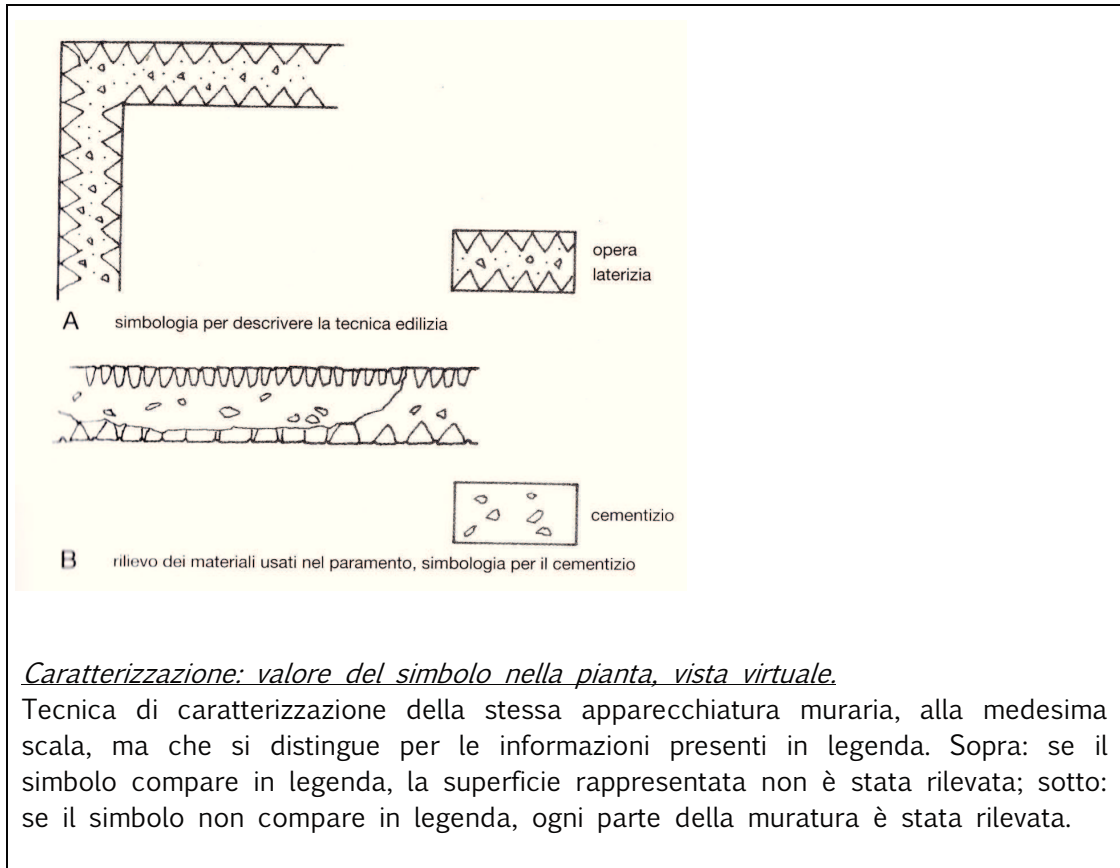 opera
laterizia
A simbologia per descrivere la tecnica edilizia
cementizio
B rilievo dei materiali usati nel paramento, simbologia per il cementizio
Caratterizzazione: valore del simbolo nella pianta, vista virtuale.
Tecnica di caratterizzazione della stessa apparecchiatura muraria, alla medesima
scala, ma che si distingue per le informazioni presenti in legenda. Sopra: se il
simbolo compare in legenda, la superficie rappresentata non è stata rilevata; sotto:
se il simbolo non compare in legenda, ogni parte della muratura è stata rilevata.